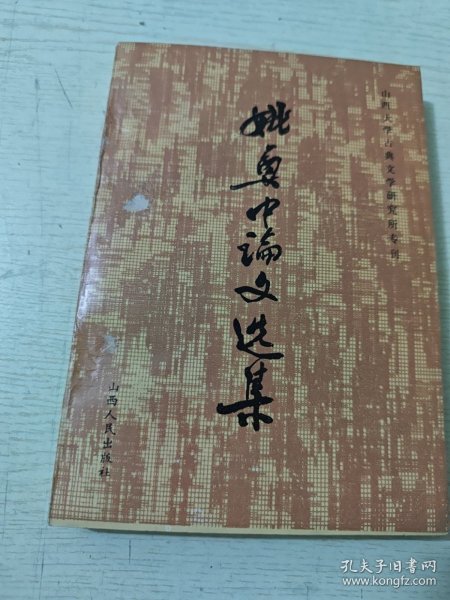 山西大学古典文学研究所专刊
姚奠中论文选集
山西人民出版社
孔夫子旧书网
www.kongfz.com